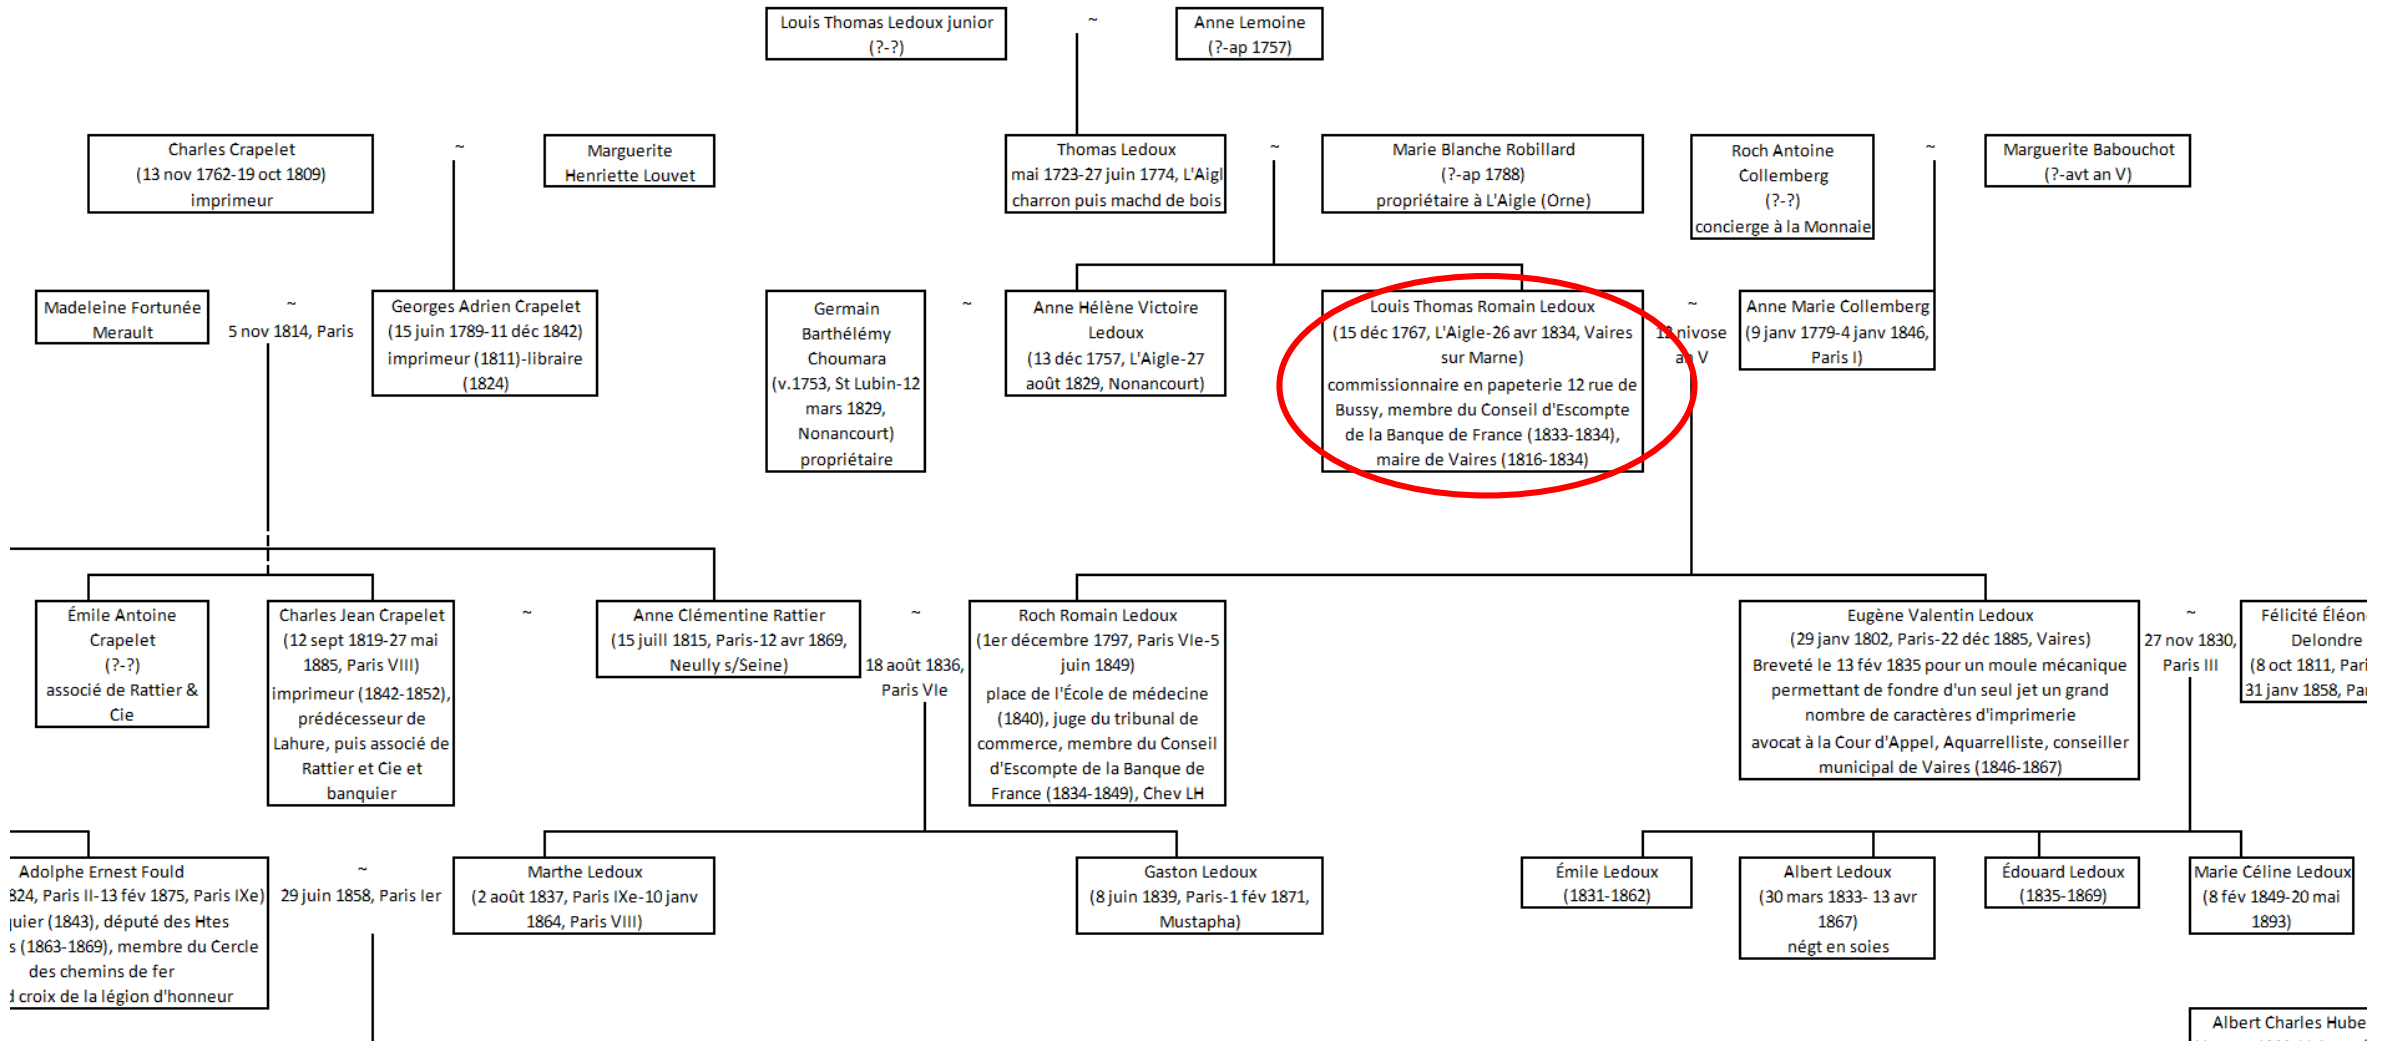 Louis Thomas Ledoux junior
(?-?)
~
Anne Lemoine
(?-ap 1757)
Charles Crapelet
(13 nov 1762-19 oct 1809)
imprimeur
~
Marguerite
Henriette Louvet
Thomas Ledoux
mai 1723-27 juin 1774, L'Aigl
charron puis machd de bois
~
Marie Blanche Robillard
(?-ap 1788)
propriétaire à L'Aigle (Orne)
Roch Antoine
Collemberg
(?-?)
concierge à la Monnaie
~
Marguerite Babouchot
(?-avt an V)
Madeleine Fortunée
Merault
~
5 nov 1814, Paris
Georges Adrien Crapelet
(15 juin 1789-11 déc 1842)
imprimeur (1811)-libraire
(1824)
Germain
Barthélémy
Choumara
(v.1753, St Lubin-12
mars 1829,
Nonancourt)
propriétaire
~
Anne Hélène Victoire
Ledoux
(13 déc 1757, L'Aigle-27
août 1829, Nonancourt)
Louis Thomas Romain Ledoux
(15 déc 1767, L'Aigle-26 avr 1834, Vaires
sur Marne)
commissionnaire en papeterie 12 rue de
Bussy, membre du Conseil d'Escompte
de la Banque de France (1833-1834),
maire de Vaires (1816-1834)
~
12 nivose
an V
Anne Marie Collemberg
(9 janv 1779-4 janv 1846,
Paris I)
Émile Antoine
Crapelet
(?-?)
associé de Rattier &
Cie
Charles Jean Crapelet
(12 sept 1819-27 mai
1885, Paris VIII)
imprimeur (1842-1852),
prédécesseur de
Lahure, puis associé de
Rattier et Cie et
banquier
~
Anne Clémentine Rattier
(15 juill 1815, Paris-12 avr 1869,
Neully s/Seine)
~
18 août 1836,
Paris VIe
Roch Romain Ledoux
(1er décembre 1797, Paris VIe-5
juin 1849)
place de l'École de médecine
(1840), juge du tribunal de
commerce, membre du Conseil
d'Escompte de la Banque de
France (1834-1849), Chev LH
Eugène Valentin Ledoux
(29 janv 1802, Paris-22 déc 1885, Vaires)
Breveté le 13 fév 1835 pour un moule mécanique
permettant de fondre d'un seul jet un grand
nombre de caractères d'imprimerie
avocat à la Cour d'Appel, Aquarrelliste, conseiller
municipal de Vaires (1846-1867)
~
27 nov 1830,
Paris III
Félicité Éléon
Delondre
(8 oct 1811, Pari
31 janv 1858, Pa
Adolphe Ernest Fould
824, Paris II-13 fév 1875, Paris IXe)
quier (1843), député des Htes
s (1863-1869), membre du Cercle
des chemins de fer
d croix de la légion d'honneur
~
29 juin 1858, Paris Ier
Marthe Ledoux
(2 août 1837, Paris IXe-10 janv
1864, Paris VIII)
Gaston Ledoux
(8 juin 1839, Paris-1 fév 1871,
Mustapha)
Émile Ledoux
(1831-1862)
Albert Ledoux
(30 mars 1833- 13 avr
1867)
négt en soies
Édouard Ledoux
(1835-1869)
Marie Céline Ledoux
(8 fév 1849-20 mai
1893)
Albert Charles Hube